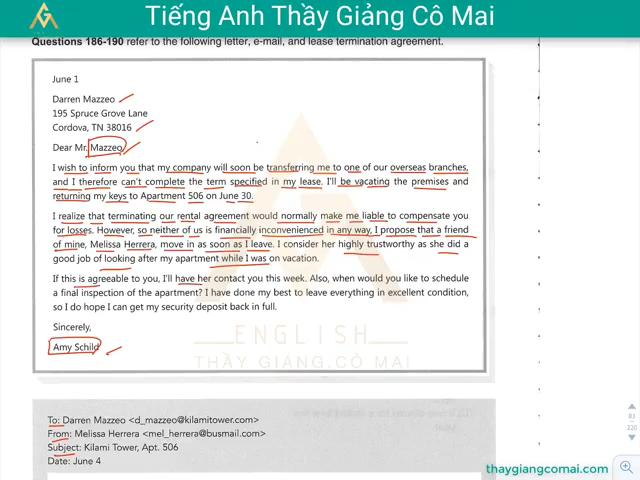 Tiếng Anh Thầy Giảng Cô Mai
Questions 186-190 refer to the following letter, e-mail, and lease termination agreement.
June 1
Darren Mazzeo
195 Spruce Grove Lane
Cordova, TN 38016
Dear Mr. Mazzeo,
I wish to inform you that my company will soon be transferring me to one of our overseas branches,
and I therefore can't complete the term specified in my lease. I'll be vacating the premises and
returning my keys to Apartment 506 on June 30.
I realize that terminating our rental agreement would normally make me liable to compensate you
for losses. However, so neither of us is financially inconvenienced in any way, I propose that a friend
of mine, Melissa Herrera, move in as soon as I leave. I consider her highly trustworthy as she did a
good job of looking after my apartment while I was on vacation.
If this is agreeable to you, I'll have her contact you this week. Also, when would you like to schedule
a final inspection of the apartment? I have done my best to leave everything in excellent condition,
so I do hope I can get my security deposit back in full.
Sincerely,
ENGLISH
Amy Schild
THẦY GIẢNG.CÔ MAI
To: Darren Mazzeo <d_mazzeo@kilamitower.com>
From: Melissa Herrera <mel_herrera@busmail.com>
Subject: Kilami Tower, Apt. 506
Date: June 4
83
220
thaygiangcomai.com